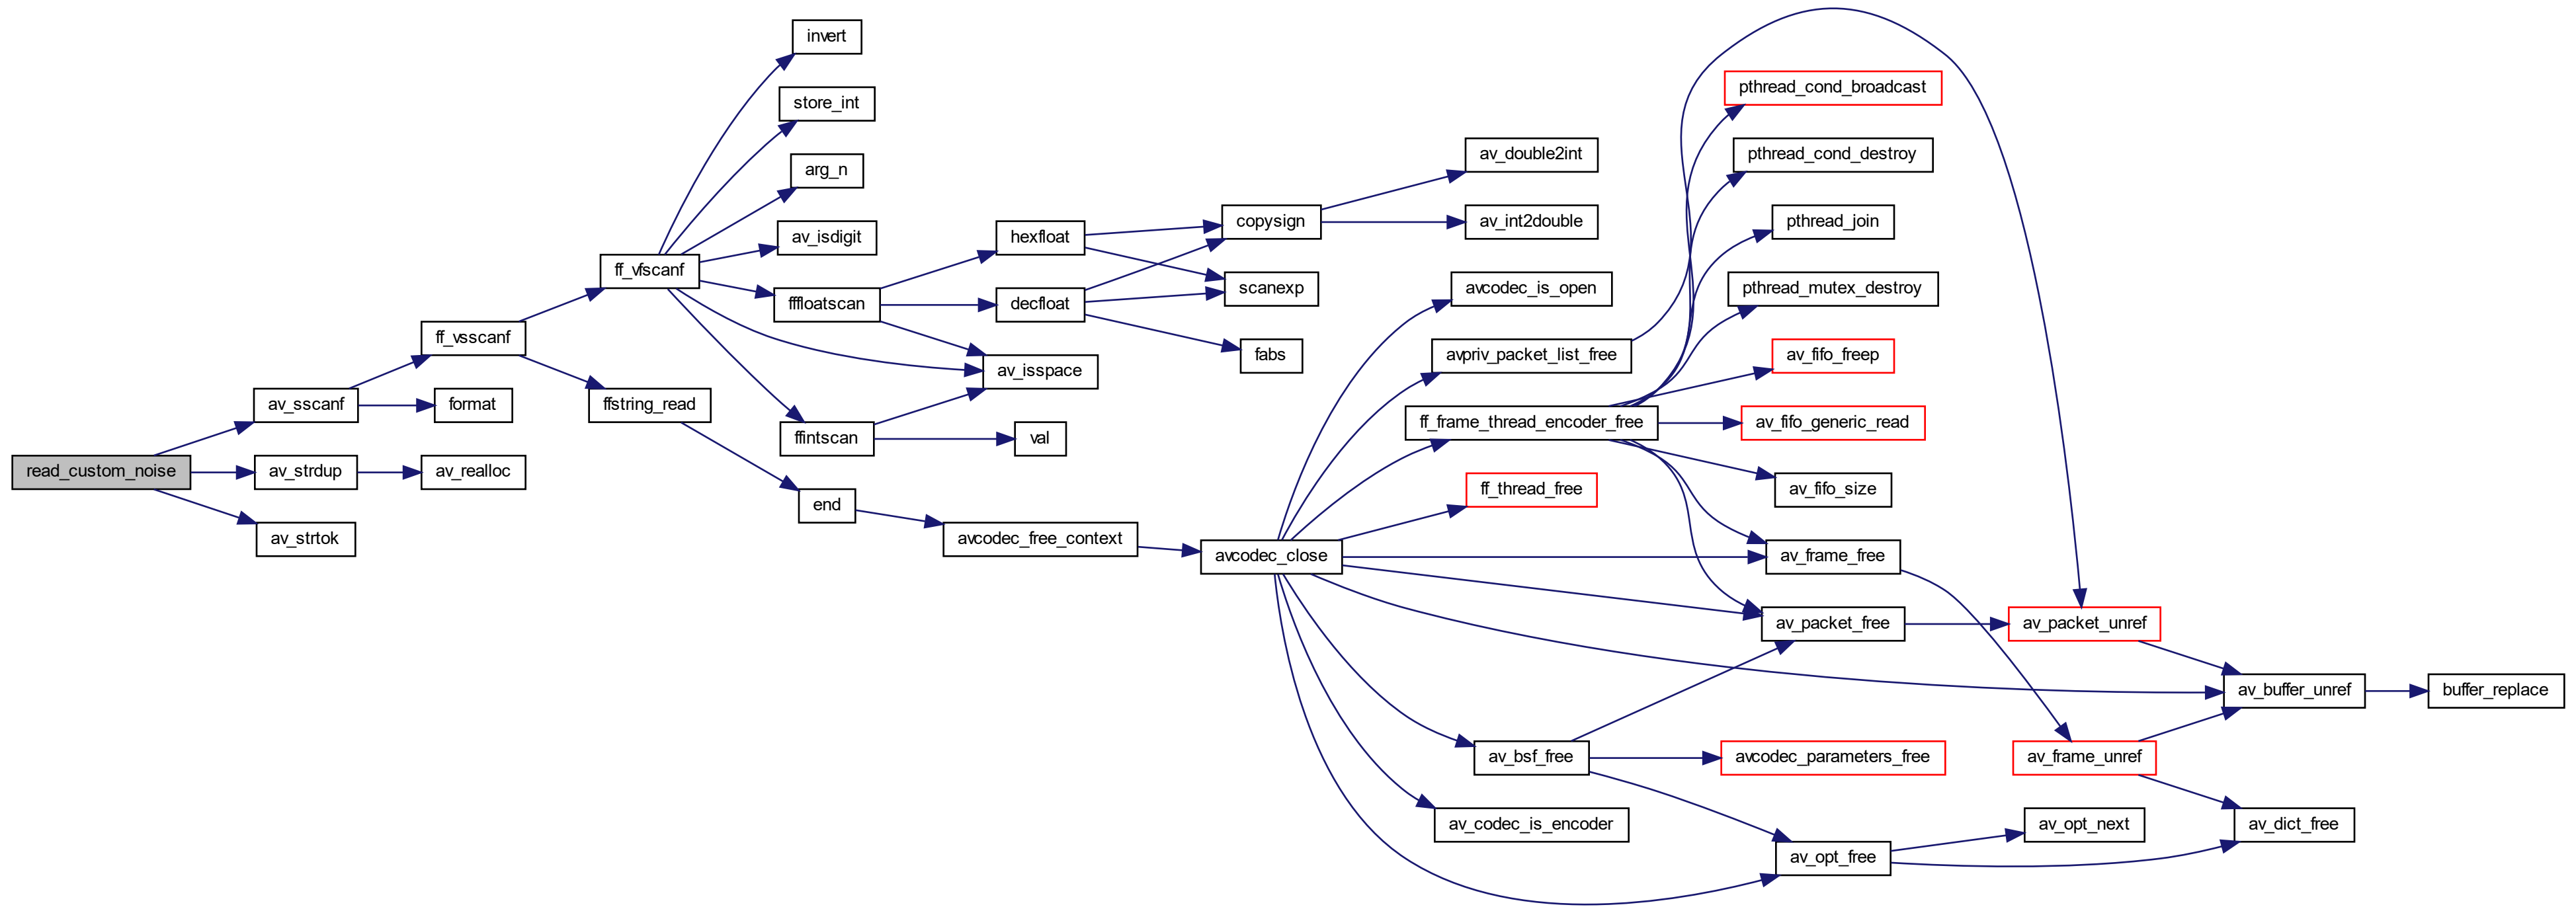 read_custom_noise
av_sscanf
av_strdup
av_strtok
ff_vsscanf
format
av_realloc
ff_vfscanf
ffstring_read
invert
store_int
arg_n
av_isdigit
fffloatscan
ffintscan
end
hexfloat
decfloat
av_isspace
val
avcodec_free_context
copysign
scanexp
fabs
avcodec_close
av_double2int
av_int2double
avcodec_is_open
avpriv_packet_list_free
ff_frame_thread_encoder_free
ff_thread_free
av_bsf_free
av_codec_is_encoder
pthread_cond_broadcast
pthread_cond_destroy
pthread_join
pthread_mutex_destroy
av_fifo_freep
av_fifo_generic_read
av_fifo_size
av_frame_free
av_packet_free
avcodec_parameters_free
av_opt_free
av_packet_unref
av_frame_unref
av_opt_next
av_buffer_unref
av_dict_free
buffer_replace